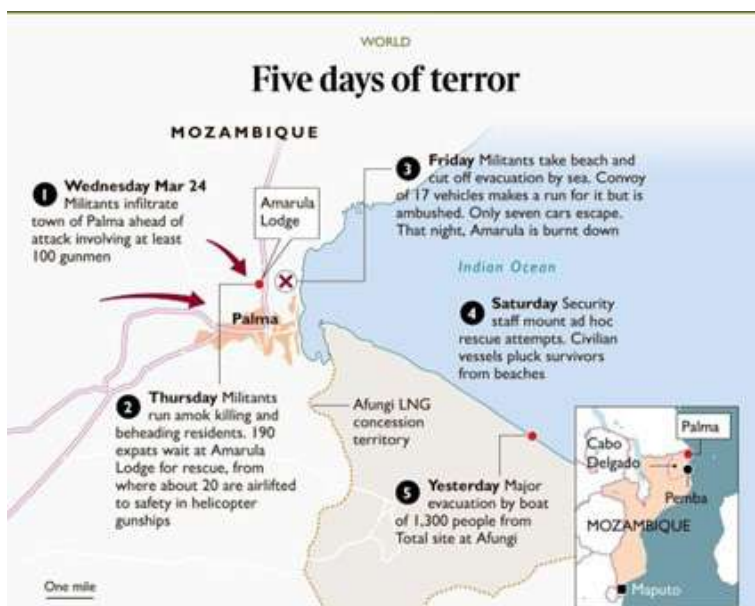 WORLD
Five days of terror
MOZAMBIQUE
1 Wednesday Mar 24
Militants infiltrate
town of Palma ahead of
attack involving at least
100 gunmen
Amarula
Lodge
3 Friday Militants take beach and
cut off evacuation by sea. Convoy
of 17 vehicles makes a run for it but is
ambushed. Only seven cars escape.
That night, Amarula is burnt down
Indian Ocean
Palma
4 Saturday Security
staff mount ad hoc
rescue attempts. Civilian
vessels pluck survivors
from beaches
2 Thursday Militants
run amok killing and
beheading residents. 190
expats wait at Amarula
Lodge for rescue, from
where about 20 are airlifted
to safety in helicopter
gunships
Afungi LNG
concession
territory
5 Yesterday Major
evacuation by boat
of 1,300 people from
Total site at Afungi
Palma
Cabo
Delgado
Pemba
MOZAMBIQUE
Maputo
One mile